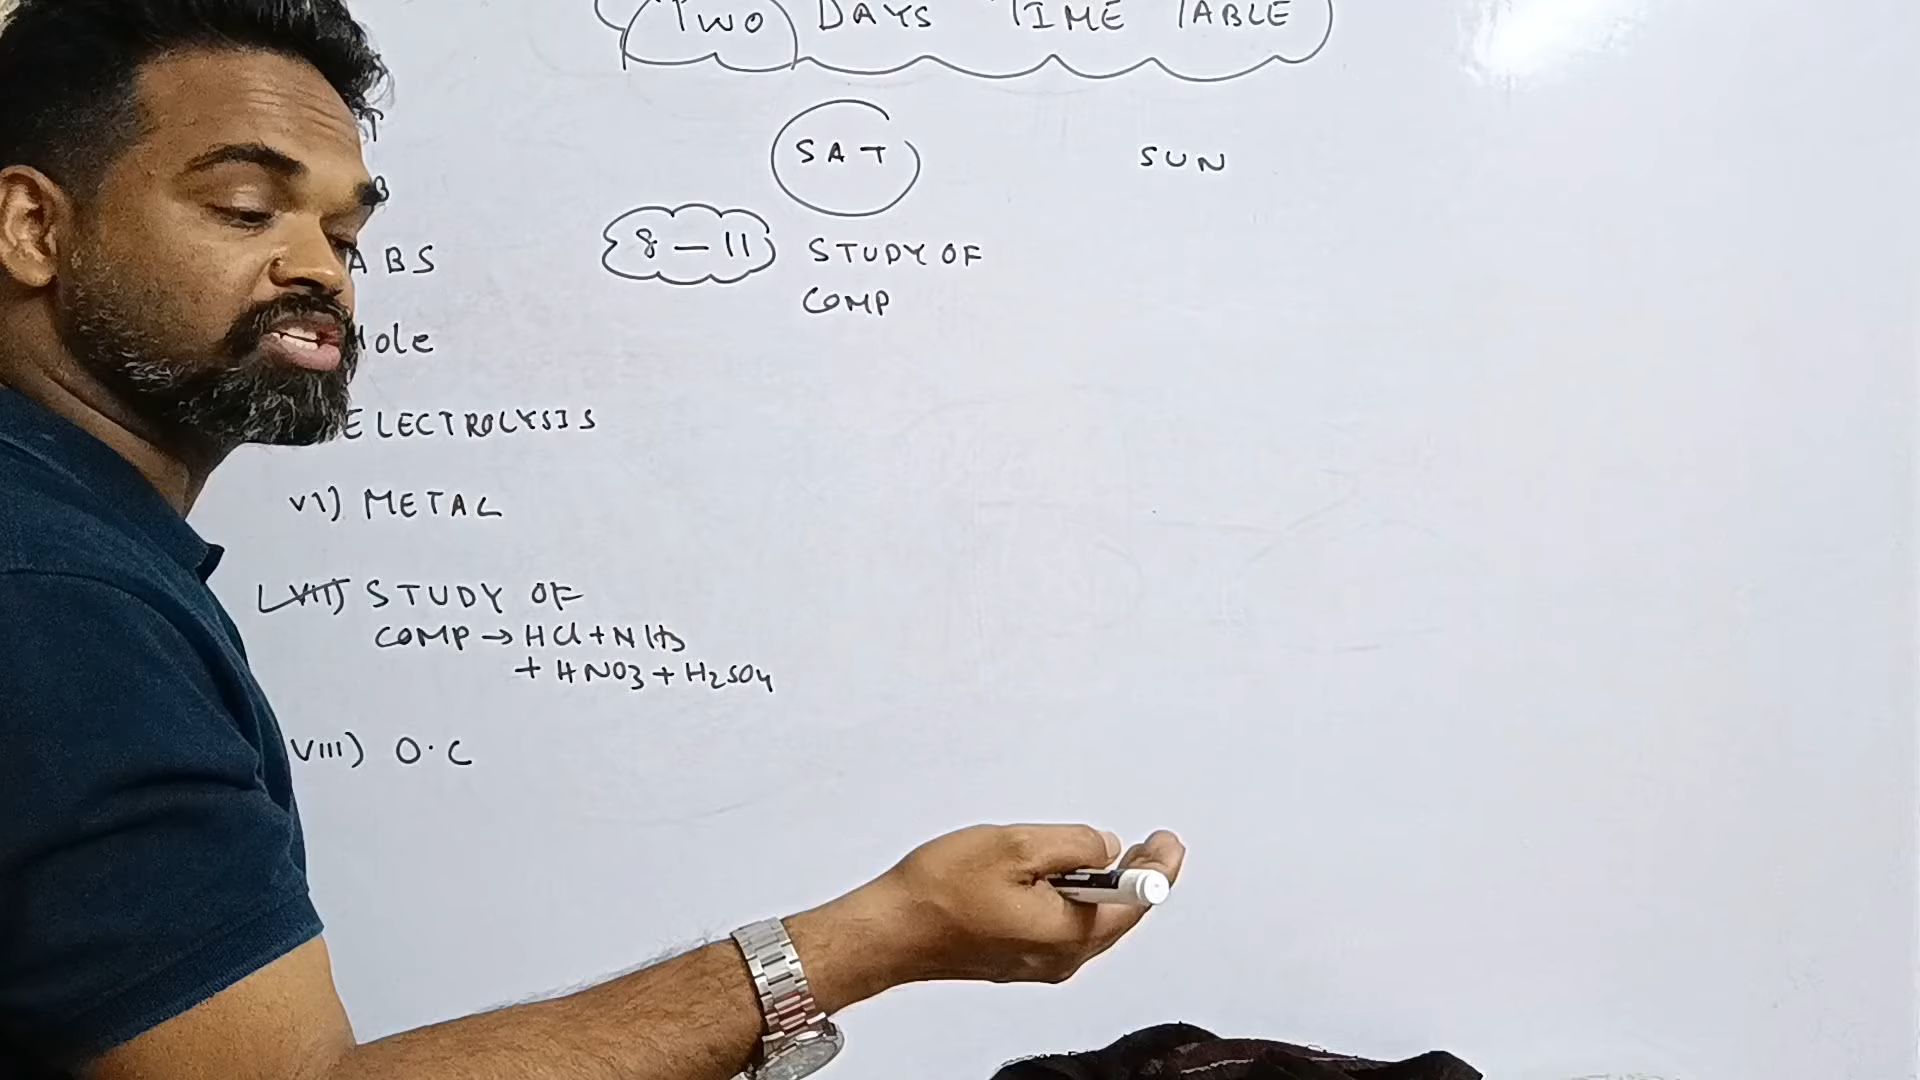 TWO DAYS TIME TABLE
SAT SUN
8 – 11 STUDY OF
COMP
T
B
ABS
Mole
ELECTROLYSIS
VI) METAL
VII) STUDY OF
COMP → HCl + NH3
+ HNO3 + H2SO4
VIII) O.C